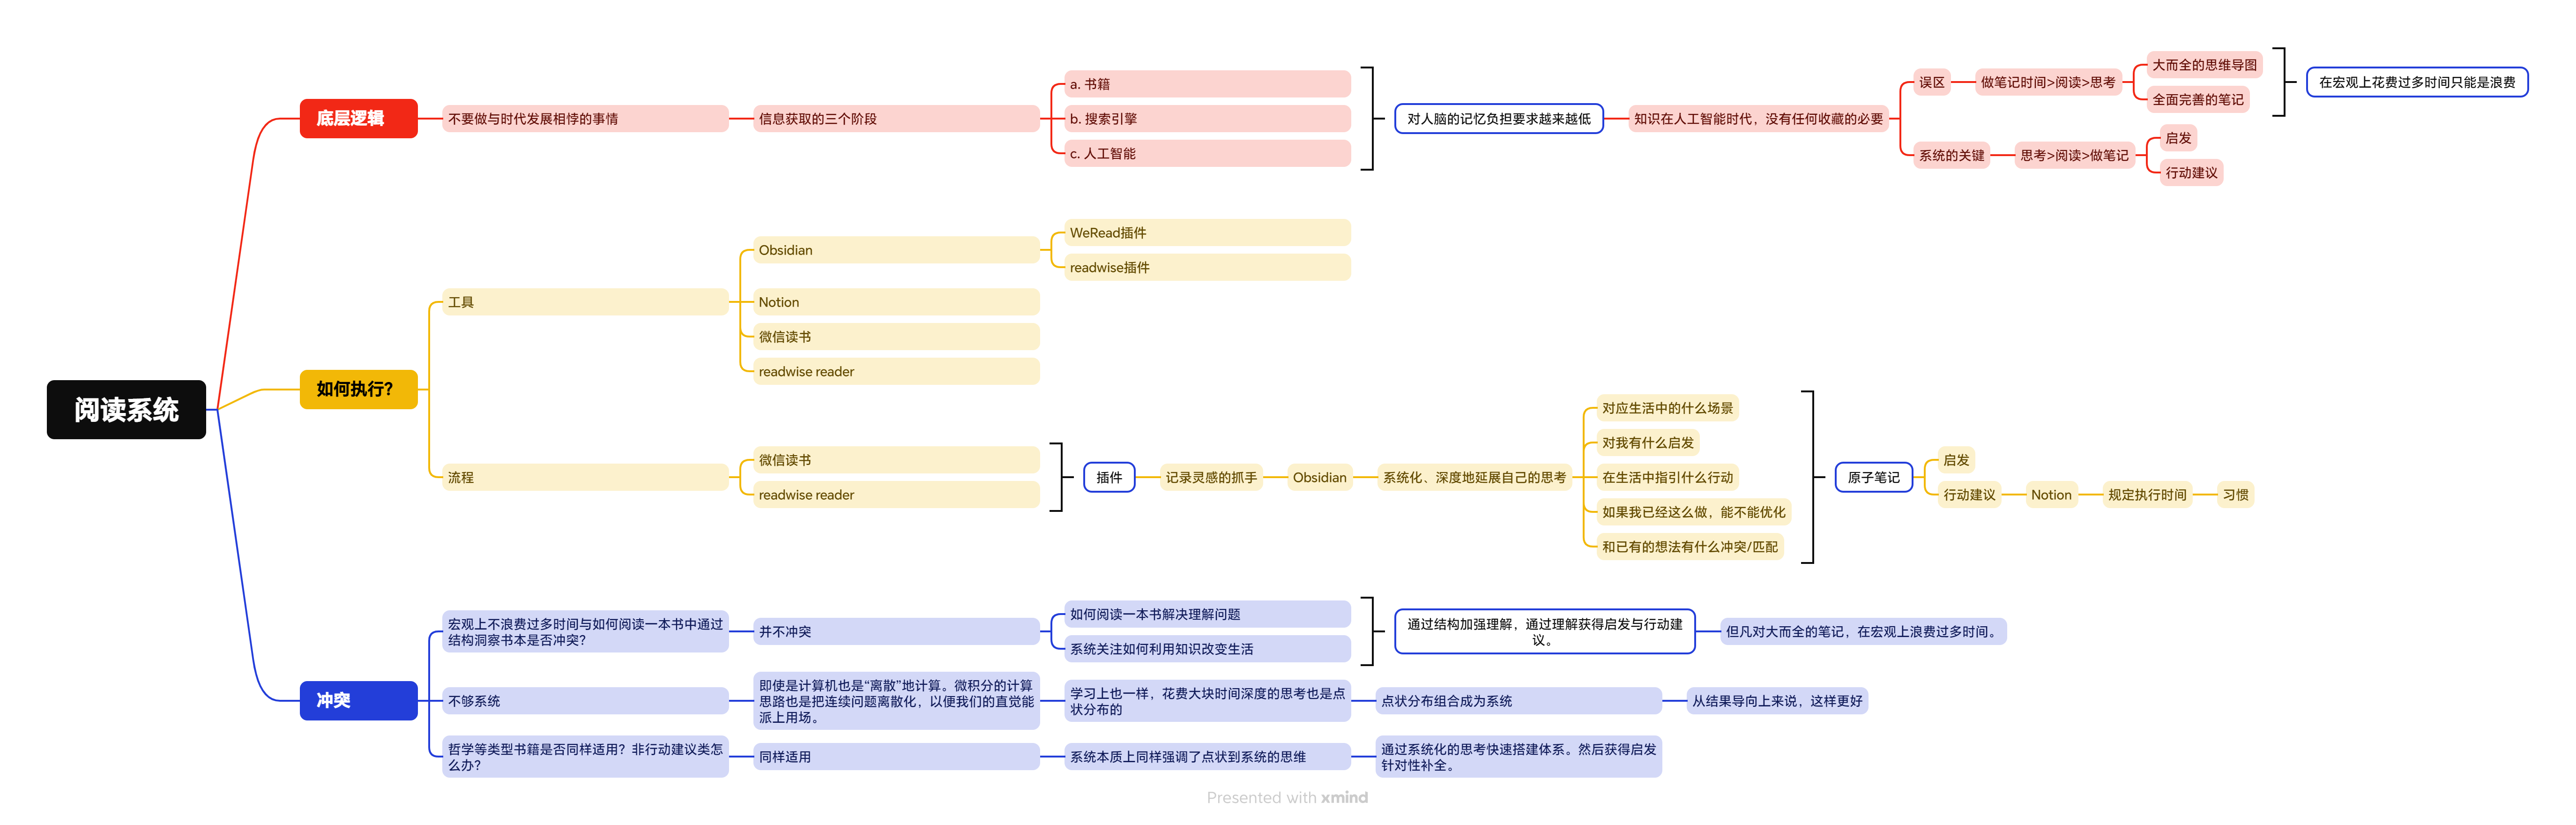 阅读系统
底层逻辑
不要做与时代发展相悖的事情
信息获取的三个阶段
a. 书籍
b. 搜索引擎
c. 人工智能
对人脑的记忆负担要求越来越低
知识在人工智能时代，没有任何收藏的必要
误区
做笔记时间>阅读>思考
大而全的思维导图
全面完善的笔记
在宏观上花费过多时间只能是浪费
系统的关键
思考>阅读>做笔记
启发
行动建议
如何执行？
工具
Obsidian
WeRead插件
readwise插件
Notion
微信读书
readwise reader
流程
微信读书
readwise reader
插件
记录灵感的抓手
Obsidian
系统化、深度地延展自己的思考
对应生活中的什么场景
对我有什么启发
在生活中指引什么行动
如果我已经这么做，能不能优化
和已有的想法有什么冲突/匹配
原子笔记
启发
行动建议
Notion
规定执行时间
习惯
冲突
宏观上不浪费过多时间与如何阅读一本书中通过
结构洞察书本是否冲突？
并不冲突
如何阅读一本书解决理解问题
系统关注如何利用知识改变生活
通过结构加强理解，通过理解获得启发与行动建
议。
但凡对大而全的笔记，在宏观上浪费过多时间。
不够系统
即使是计算机也是“离散”地计算。微积分的计算
思路也是把连续问题离散化，以便我们的直觉能
派上用场。
学习上也一样，花费大块时间深度的思考也是点
状分布的
点状分布组合成为系统
从结果导向上来说，这样更好
哲学等类型书籍是否同样适用？非行动建议类怎
么办？
同样适用
系统本质上同样强调了点状到系统的思维
通过系统化的思考快速搭建体系。然后获得启发
针对性补全。
Presented with xmind